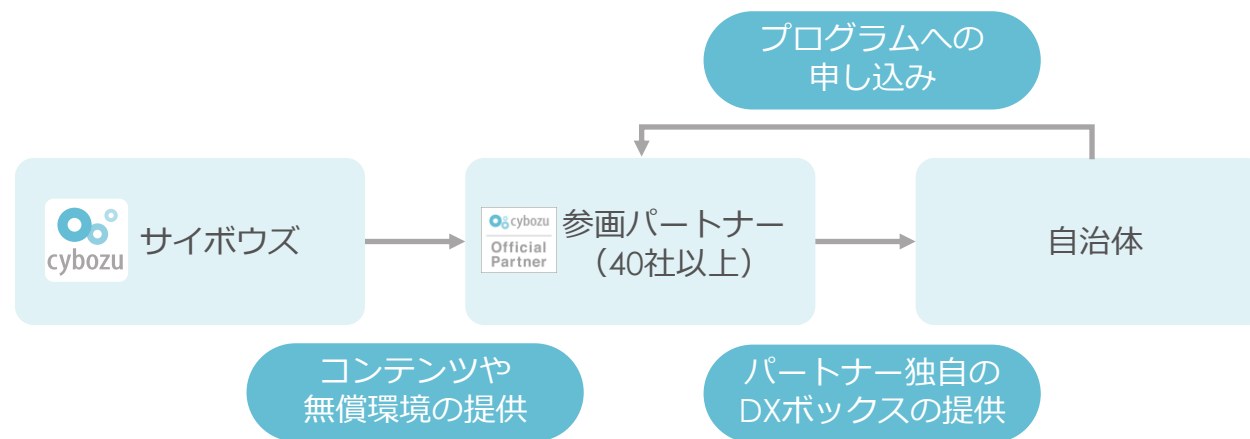 プログラムへの
申し込み
cybozu
サイボウズ
cybozu
Official
Partner
参画パートナー
（40社以上）
自治体
コンテンツや
無償環境の提供
パートナー独自の
DXボックスの提供